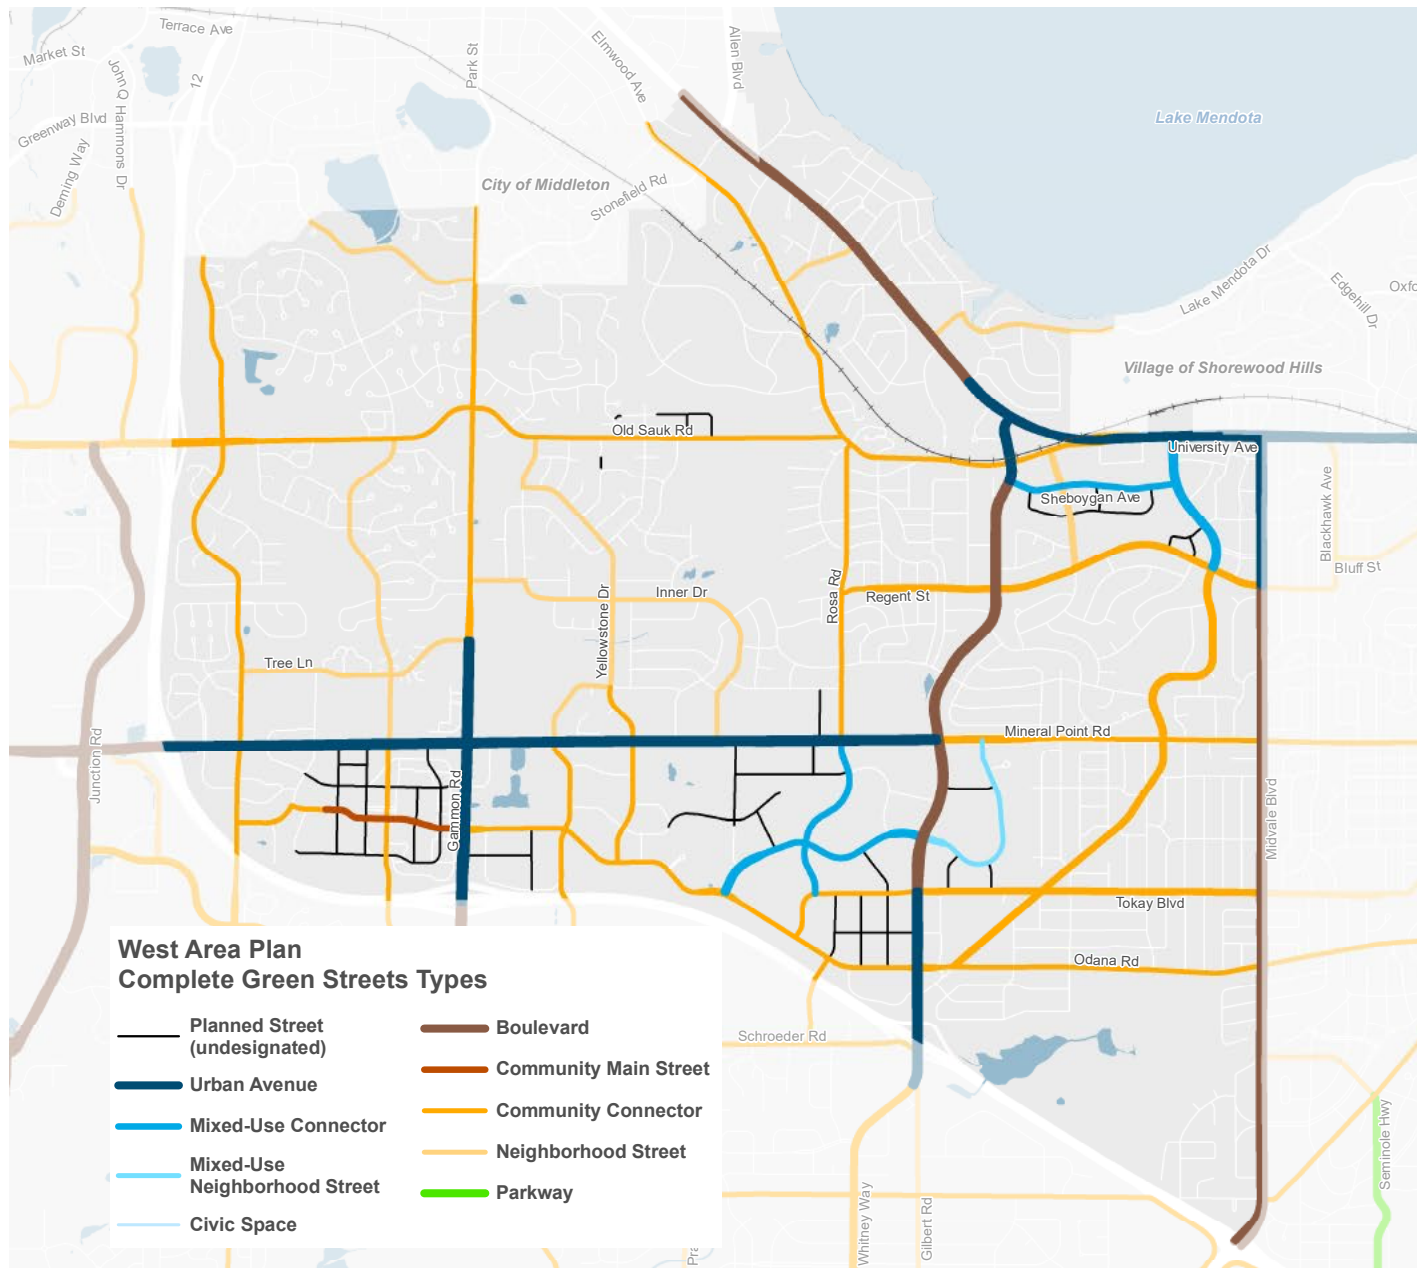 Terrace Ave
Market St
John Q Hammons Dr
12
Park St
Elmwood Ave
Allen Blvd
Greenway Blvd
Deming Way
Lake Mendota
City of Middleton
Stonefield Rd
Lake Mendota Dr
Edgehill Dr
Oxfo
Village of Shorewood Hills
Old Sauk Rd
University Ave
Sheboygan Ave
Blackhawk Ave
Bluff St
Inner Dr
Yellowstone Dr
Rosa Rd
Regent St
Tree Ln
Mineral Point Rd
Junction Rd
Gammon Rd
Midvale Blvd
Tokay Blvd
Odana Rd
Schroeder Rd
Seminole Hwy
Whitney Way
Gilbert Rd
Pra
West Area Plan
Complete Green Streets Types
Planned Street
(undesignated)
Urban Avenue
Mixed-Use Connector
Mixed-Use
Neighborhood Street
Civic Space
Boulevard
Community Main Street
Community Connector
Neighborhood Street
Parkway